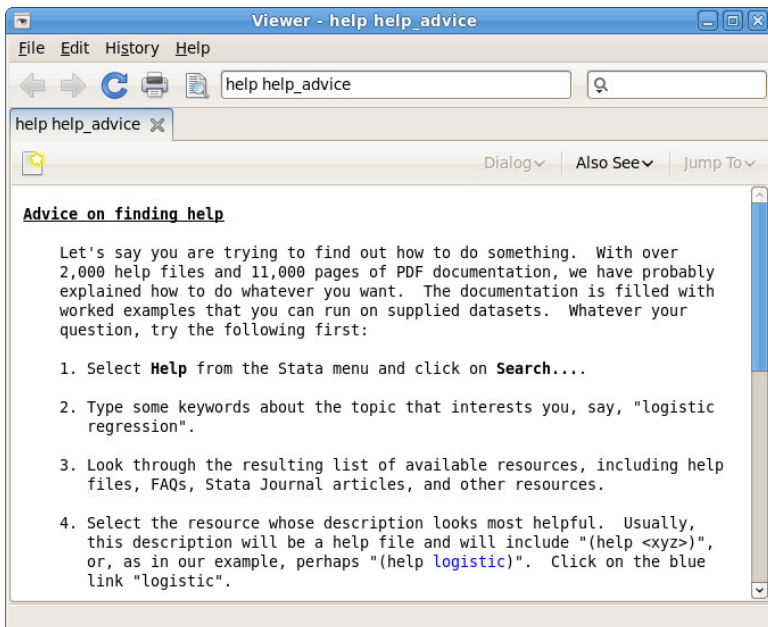 Viewer - help help_advice
File Edit History Help
help help_advice
help help_advice
Dialog Also See Jump To
Advice on finding help
Let's say you are trying to find out how to do something. With over
2,000 help files and 11,000 pages of PDF documentation, we have probably
explained how to do whatever you want. The documentation is filled with
worked examples that you can run on supplied datasets. Whatever your
question, try the following first:
1. Select Help from the Stata menu and click on Search....
2. Type some keywords about the topic that interests you, say, "logistic
regression".
3. Look through the resulting list of available resources, including help
files, FAQs, Stata Journal articles, and other resources.
4. Select the resource whose description looks most helpful. Usually,
this description will be a help file and will include "(help <xyz>)",
or, as in our example, perhaps "(help logistic)". Click on the blue
link "logistic".